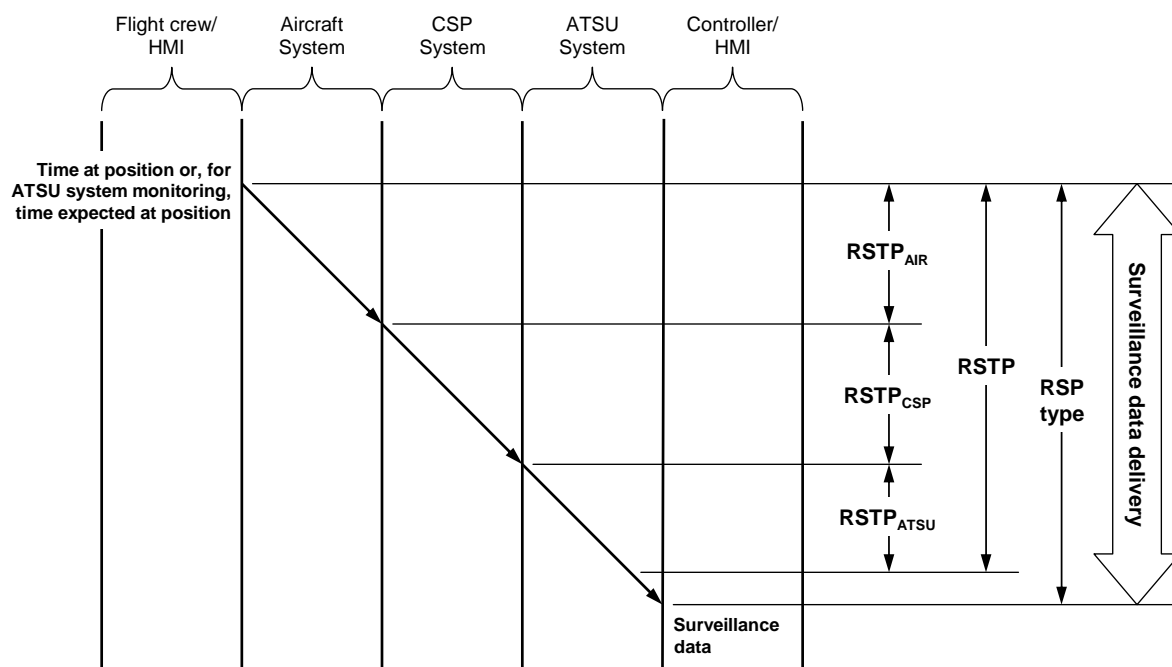 Flight crew/
HMI
Aircraft
System
CSP
System
ATSU
System
Controller/
HMI
Time at position or, for
ATSU system monitoring,
time expected at position
RSTPAIR
RSTPCSP
RSTPATSU
RSTP
RSP
type
Surveillance data delivery
Surveillance
data